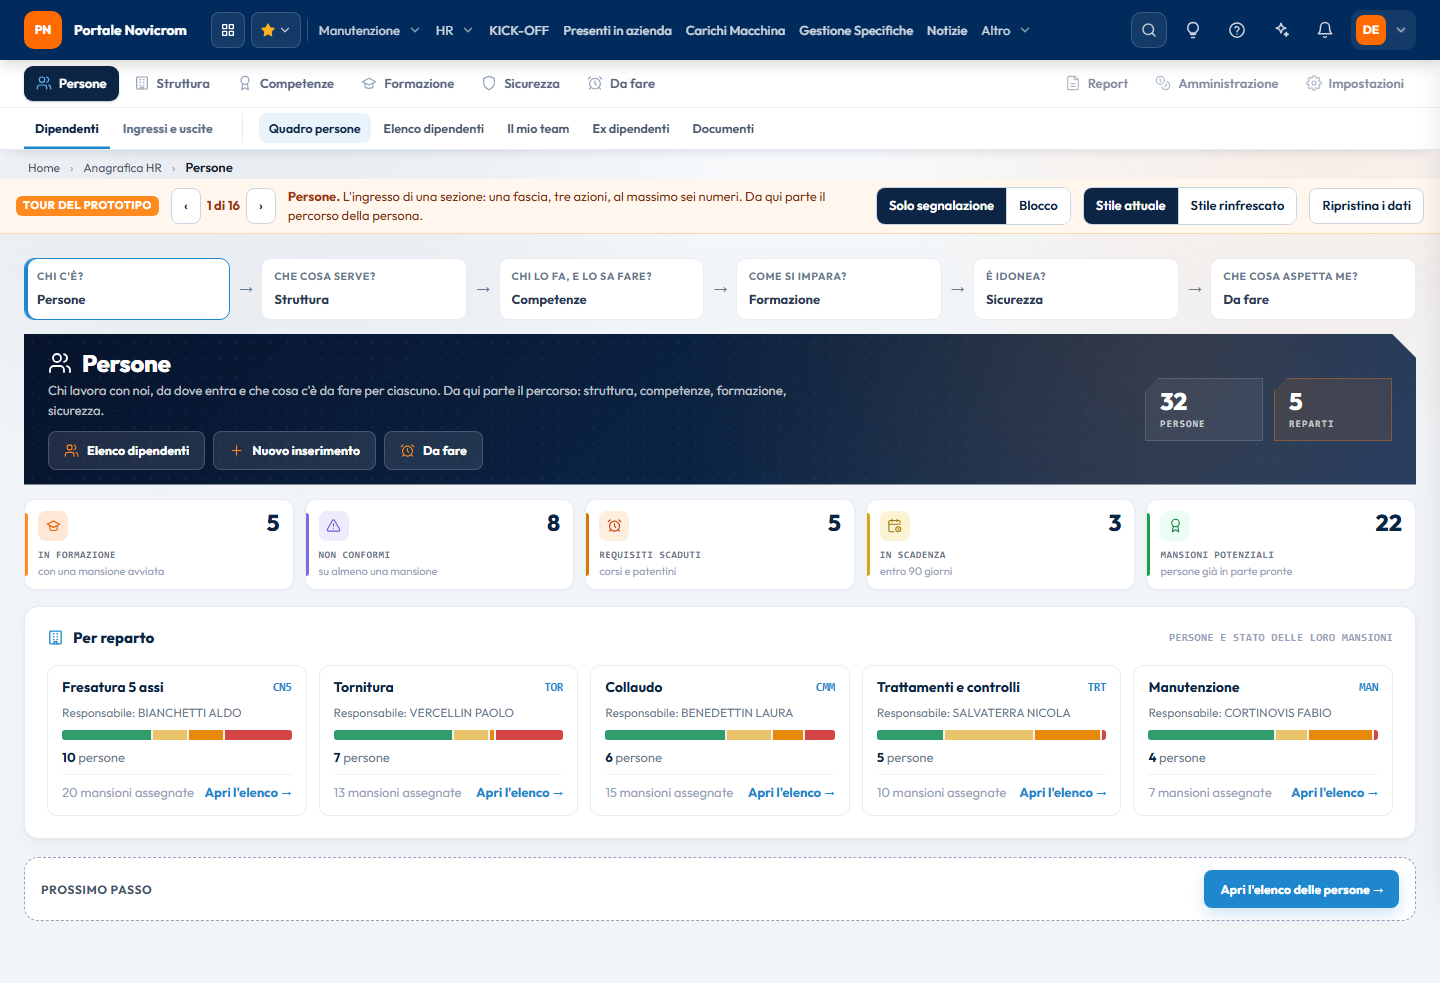 PN Portale Novicrom Manutenzione HR KICK-OFF Presenti in azienda Carichi Macchina Gestione Specifiche Notizie Altro DE
Persone Struttura Competenze Formazione Sicurezza Da fare Report Amministrazione Impostazioni
Dipendenti Ingressi e uscite Quadro persone Elenco dipendenti Il mio team Ex dipendenti Documenti
Home › Anagrafica HR › Persone
TOUR DEL PROTOTIPO ‹ 1 di 16 › Persone. L'ingresso di una sezione: una fascia, tre azioni, al massimo sei numeri. Da qui parte il
percorso della persona.
Solo segnalazione Blocco Stile attuale Stile rinfrescato Ripristina i dati
CHI C'È? CHE COSA SERVE? CHI LO FA, E LO SA FARE? COME SI IMPARA? È IDONEA? CHE COSA ASPETTA ME?
Persone → Struttura → Competenze → Formazione → Sicurezza → Da fare
Persone
Chi lavora con noi, da dove entra e che cosa c'è da fare per ciascuno. Da qui parte il percorso: struttura, competenze, formazione,
sicurezza.
32 5
PERSONE REPARTI
Elenco dipendenti + Nuovo inserimento Da fare
5 8 5 3 22
IN FORMAZIONE NON CONFORMI REQUISITI SCADUTI IN SCADENZA MANSIONI POTENZIALI
con una mansione avviata su almeno una mansione corsi e patentini entro 90 giorni persone già in parte pronte
Per reparto PERSONE E STATO DELLE LORO MANSIONI
Fresatura 5 assi CN5 Tornitura TOR Collaudo CMM Trattamenti e controlli TRT Manutenzione MAN
Responsabile: BIANCHETTI ALDO Responsabile: VERCELLIN PAOLO Responsabile: BENEDETTIN LAURA Responsabile: SALVATERRA NICOLA Responsabile: CORTINOVIS FABIO
10 persone 7 persone 6 persone 5 persone 4 persone
20 mansioni assegnate Apri l'elenco → 13 mansioni assegnate Apri l'elenco → 15 mansioni assegnate Apri l'elenco → 10 mansioni assegnate Apri l'elenco → 7 mansioni assegnate Apri l'elenco →
PROSSIMO PASSO Apri l'elenco delle persone →